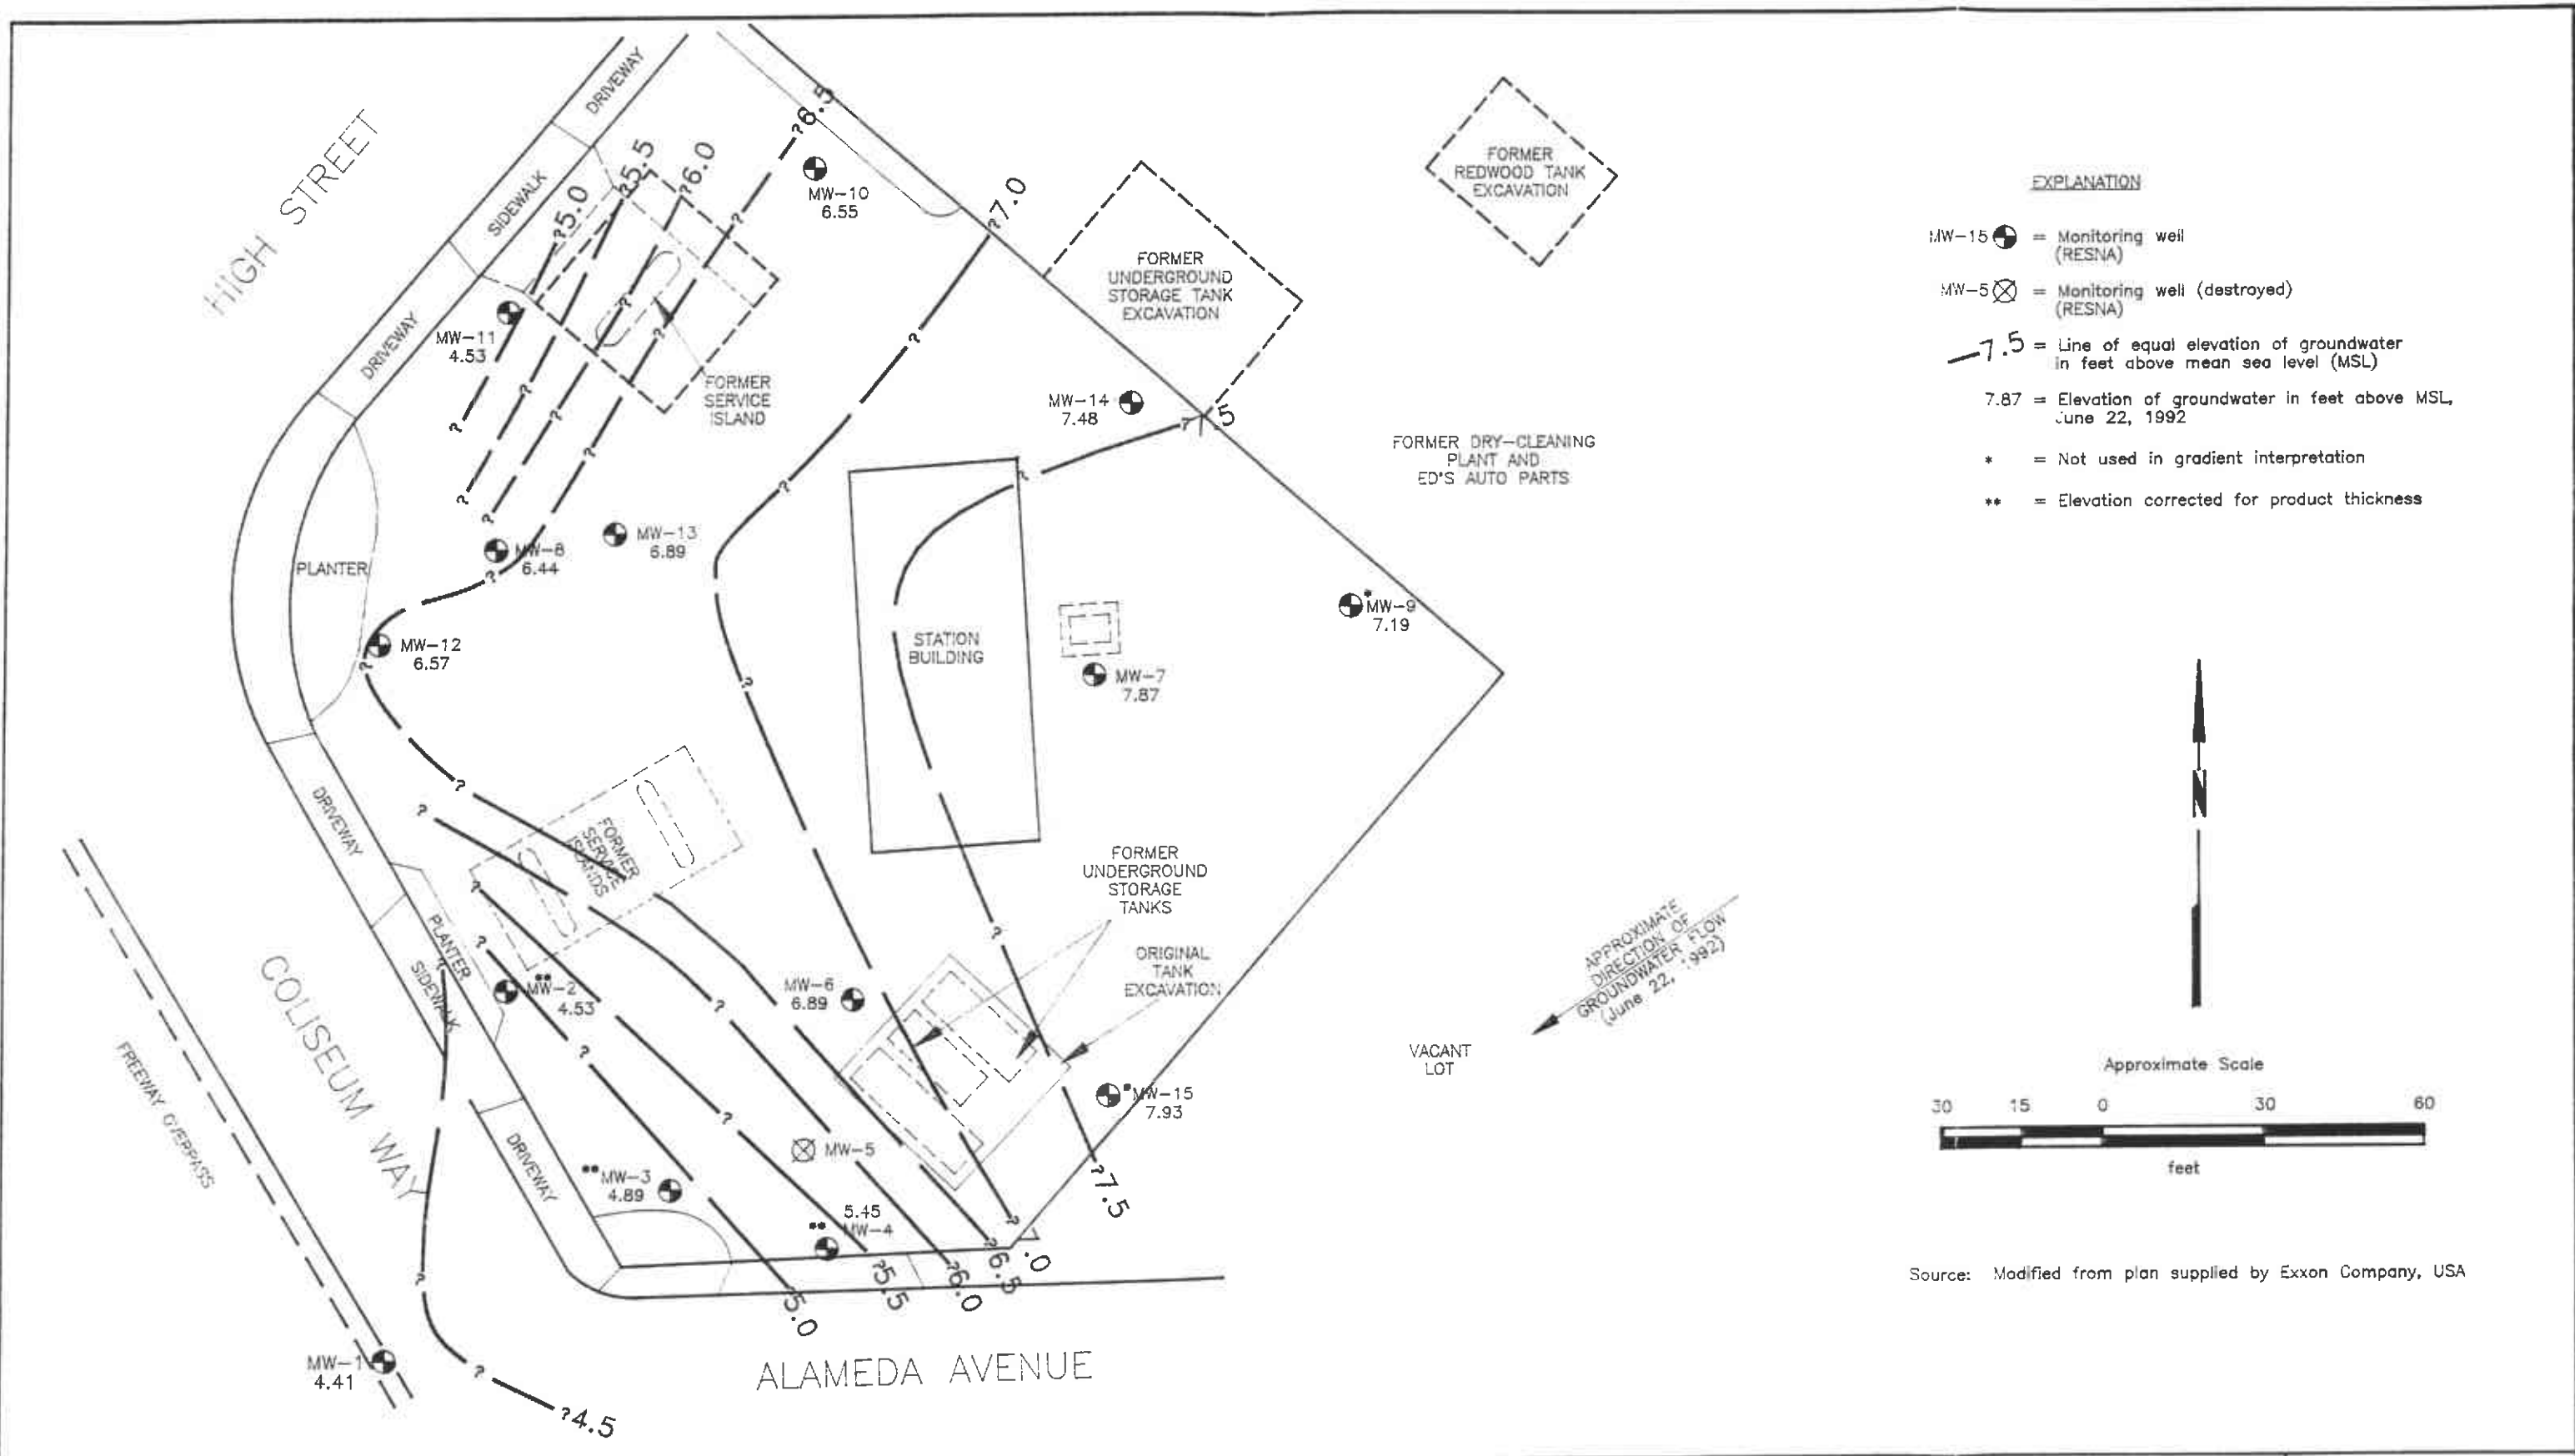 HIGH STREET
DRIVEWAY
SIDEWALK
DRIVEWAY
?5.0
?5.5
?6.0
?6.5
MW-10
6.55
?7.0
FORMER
UNDERGROUND
STORAGE TANK
EXCAVATION
FORMER
REDWOOD TANK
EXCAVATION
MW-11
4.53
FORMER
SERVICE
ISLAND
MW-14
7.48
.5
FORMER DRY-CLEANING
PLANT AND
ED'S AUTO PARTS
PLANTER
MW-8
6.44
MW-13
6.89
MW-12
6.57
STATION
BUILDING
MW-7
7.87
*MW-9
7.19
DRIVEWAY
FORMER
SERVICE
ISLANDS
FORMER
UNDERGROUND
STORAGE
TANKS
ORIGINAL
TANK
EXCAVATION
PLANTER
SIDEWALK
**
MW-2
4.53
MW-6
6.89
*MW-15
7.93
COLISEUM WAY
FREEWAY OVERPASS
DRIVEWAY
MW-5
**MW-3
4.89
5.45
** MW-4
?7.5
.0
?6.5
?6.0
?5.5
5.0
MW-1
4.41
?4.5
ALAMEDA AVENUE
VACANT
LOT
APPROXIMATE
DIRECTION OF
GROUNDWATER FLOW
(June 22, 1992)
EXPLANATION
MW-15 = Monitoring well
(RESNA)
MW-5 = Monitoring well (destroyed)
(RESNA)
7.5 = Line of equal elevation of groundwater
in feet above mean sea level (MSL)
7.87 = Elevation of groundwater in feet above MSL,
June 22, 1992
* = Not used in gradient interpretation
** = Elevation corrected for product thickness
N
Approximate Scale
30 15 0 30 60
feet
Source: Modified from plan supplied by Exxon Company, USA